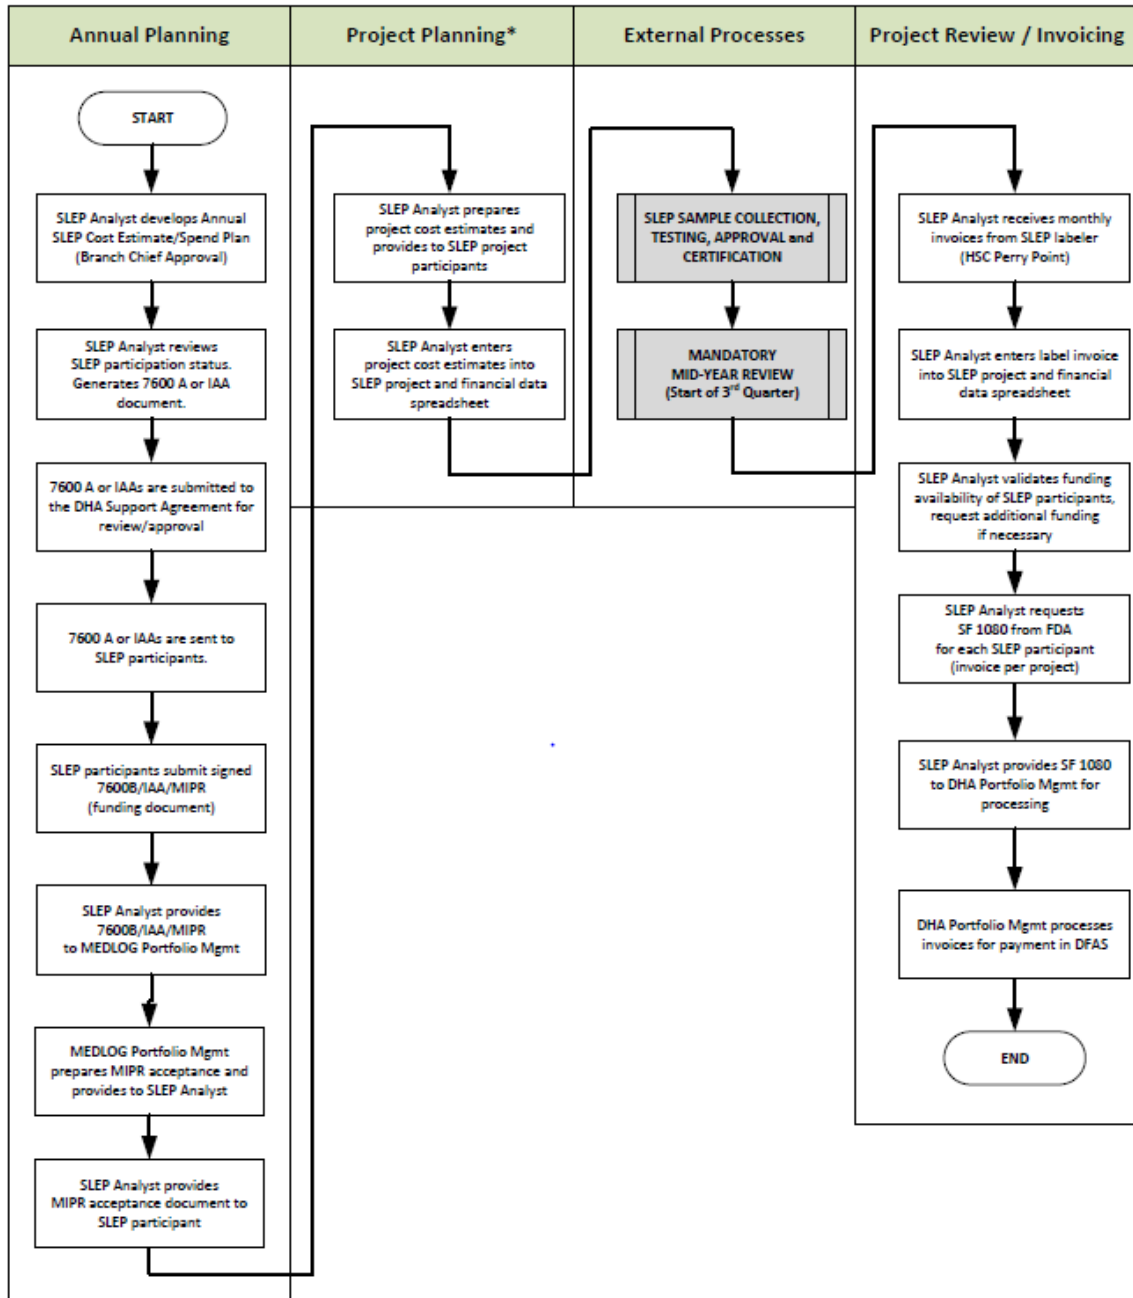 Annual Planning
START
SLEP Analyst develops Annual
SLEP Cost Estimate/Spend Plan
(Branch Chief Approval)
SLEP Analyst reviews
SLEP participation status.
Generates 7600 A or IAA
document.
7600 A or IAAs are submitted to
the DHA Support Agreement for
review/approval
7600 A or IAAs are sent to
SLEP participants.
SLEP participants submit signed
7600B/IAA/MIPR
(funding document)
SLEP Analyst provides
7600B/IAA/MIPR
to MEDLOG Portfolio Mgmt
MEDLOG Portfolio Mgmt
prepares MIPR acceptance and
provides to SLEP Analyst
SLEP Analyst provides
MIPR acceptance document to
SLEP participant
Project Planning*
SLEP Analyst prepares
project cost estimates and
provides to SLEP project
participants
SLEP Analyst enters
project cost estimates into
SLEP project and financial data
spreadsheet
External Processes
SLEP SAMPLE COLLECTION,
TESTING, APPROVAL and
CERTIFICATION
MANDATORY
MID-YEAR REVIEW
(Start of 3rd Quarter)
Project Review / Invoicing
SLEP Analyst receives monthly
invoices from SLEP labeler
(HSC Perry Point)
SLEP Analyst enters label invoice
into SLEP project and financial
data spreadsheet
SLEP Analyst validates funding
availability of SLEP participants,
request additional funding
if necessary
SLEP Analyst requests
SF 1080 from FDA
for each SLEP participant
(invoice per project)
SLEP Analyst provides SF 1080
to DHA Portfolio Mgmt for
processing
DHA Portfolio Mgmt processes
invoices for payment in DFAS
END